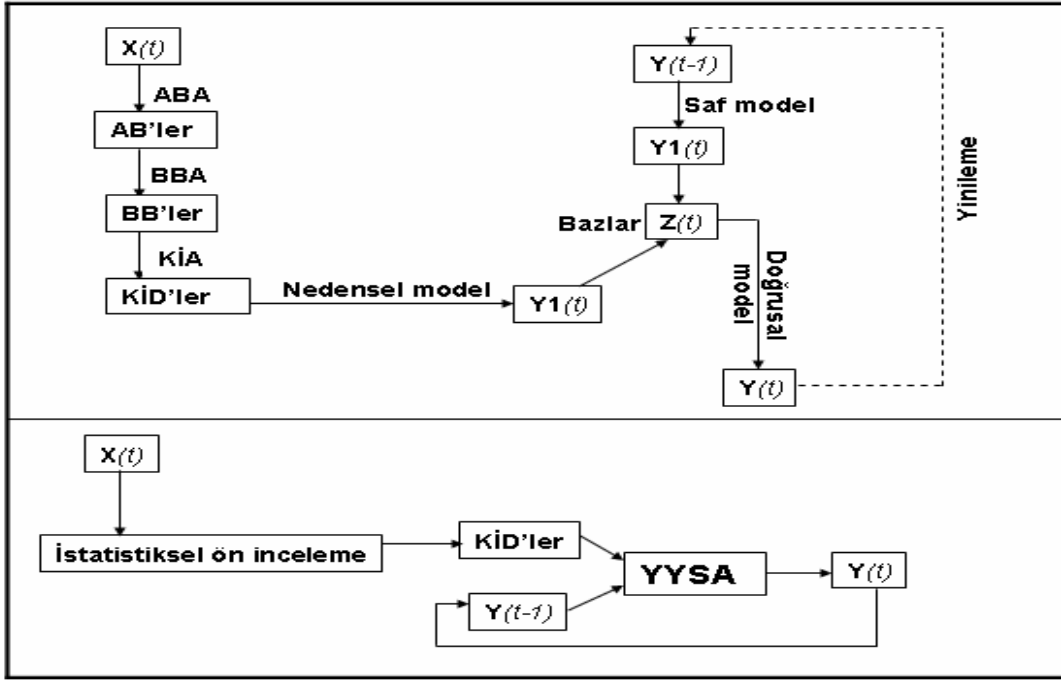 X(t)
ABA
AB'ler
BBA
BB'ler
KİA
KİD'ler
Nedensel model
Y1(t)
Y(t-1)
Saf model
Y1(t)
Bazlar
Z(t)
Doğrusal
model
Y(t)
Yinileme
X(t)
İstatistiksel ön inceleme
KİD'ler
Y(t-1)
YYSA
Y(t)